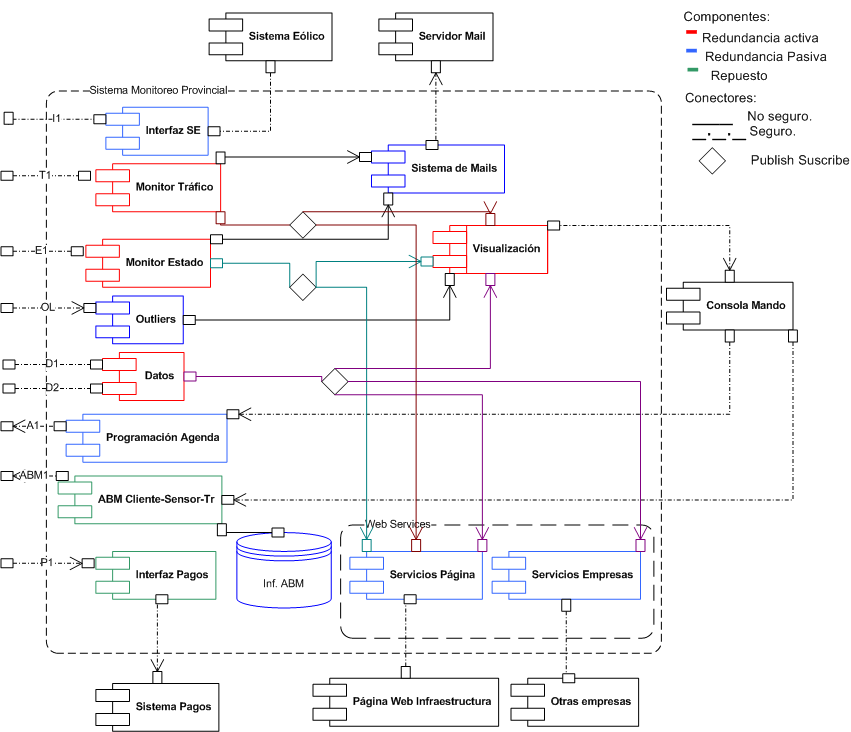 Sistema Eólico
Servidor Mail
Componentes:
Redundancia activa
Redundancia Pasiva
Repuesto
Conectores:
No seguro.
Seguro.
Publish Suscribe
Sistema Monitoreo Provincial
I1
Interfaz SE
T1
Monitor Tráfico
Sistema de Mails
E1
Monitor Estado
Visualización
OL
Outliers
Consola Mando
D1
D2
Datos
A1
Programación Agenda
ABM1
ABM Cliente-Sensor-Tr
Web Services
P1
Interfaz Pagos
Inf. ABM
Servicios Página
Servicios Empresas
Sistema Pagos
Página Web Infraestructura
Otras empresas